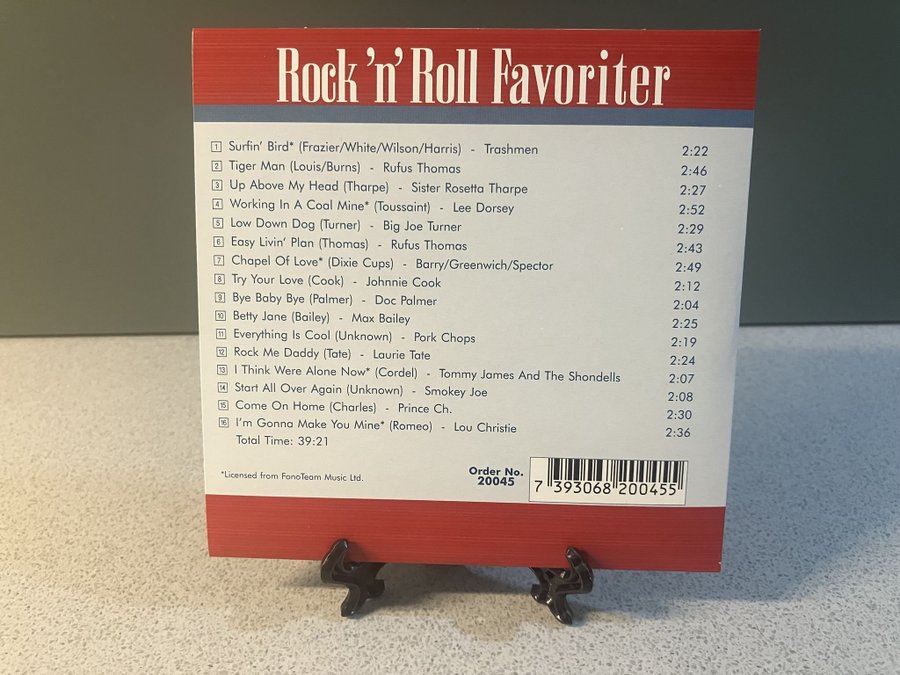 Rock 'n' Roll Favoriter
1 Surfin' Bird* (Frazier/White/Wilson/Harris) - Trashmen 2:22
2 Tiger Man (Louis/Burns) - Rufus Thomas 2:46
3 Up Above My Head (Tharpe) - Sister Rosetta Tharpe 2:27
4 Working In A Coal Mine* (Toussaint) - Lee Dorsey 2:52
5 Low Down Dog (Turner) - Big Joe Turner 2:29
6 Easy Livin' Plan (Thomas) - Rufus Thomas 2:43
7 Chapel Of Love* (Dixie Cups) - Barry/Greenwich/Spector 2:49
8 Try Your Love (Cook) - Johnnie Cook 2:12
9 Bye Baby Bye (Palmer) - Doc Palmer 2:04
10 Betty Jane (Bailey) - Max Bailey 2:25
11 Everything Is Cool (Unknown) - Pork Chops 2:19
12 Rock Me Daddy (Tate) - Laurie Tate 2:24
13 I Think Were Alone Now* (Cordel) - Tommy James And The Shondells 2:07
14 Start All Over Again (Unknown) - Smokey Joe 2:08
15 Come On Home (Charles) - Prince Ch. 2:30
16 I'm Gonna Make You Mine* (Romeo) - Lou Christie 2:36
Total Time: 39:21
*Licensed from FonoTeam Music Ltd.
Order No.
20045
7 393068 200455